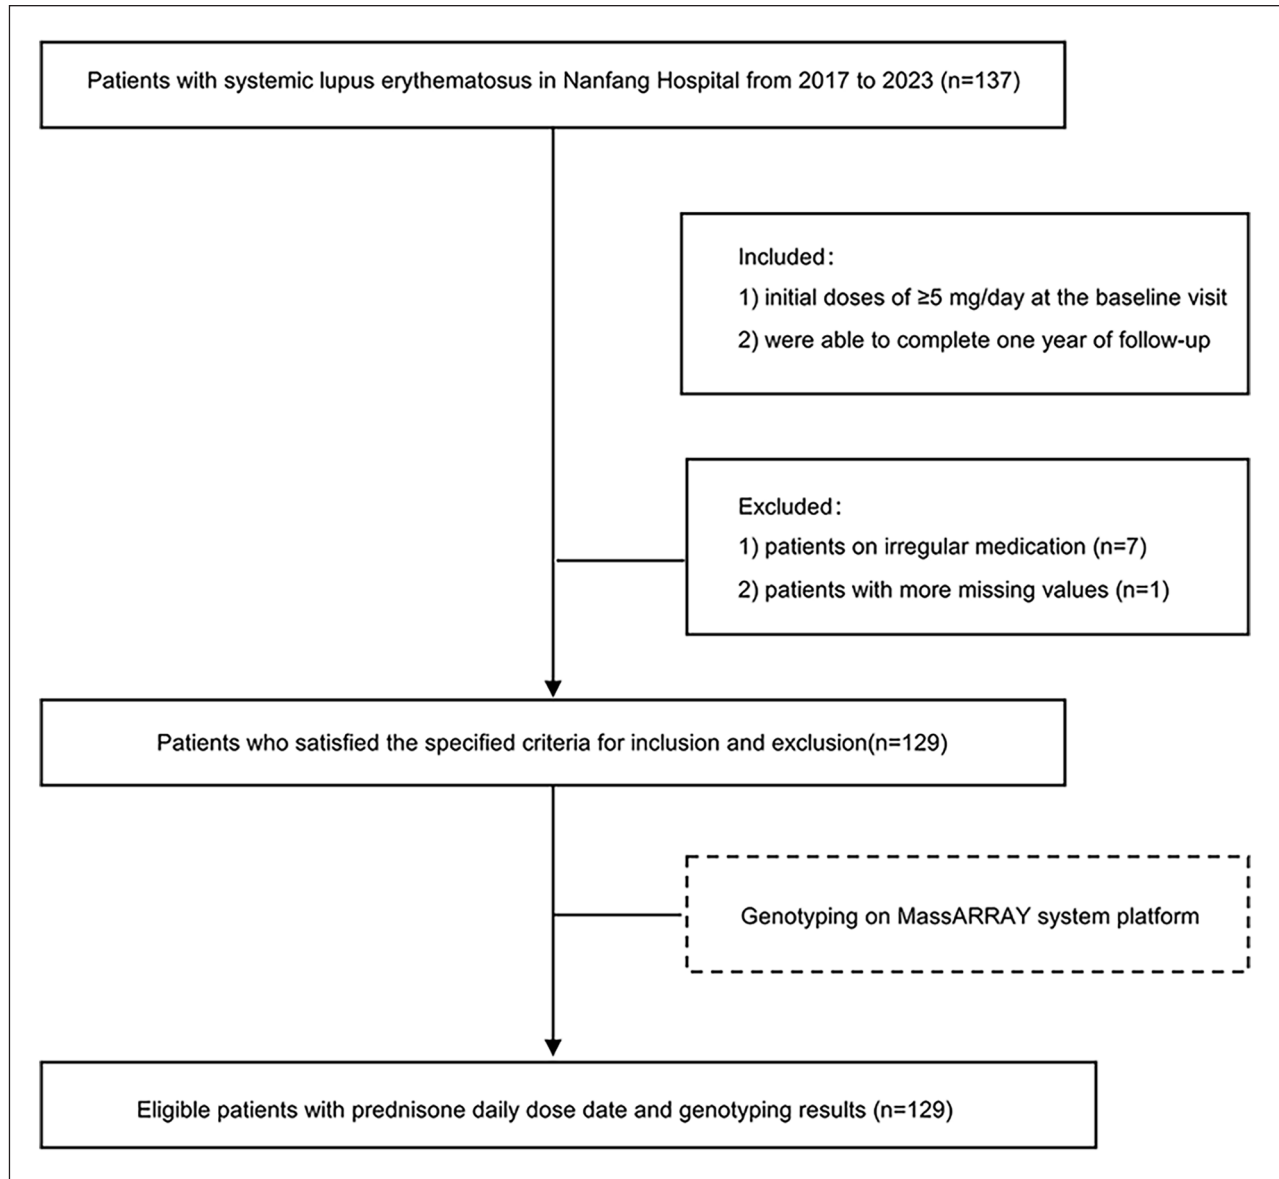 Patients with systemic lupus erythematosus in Nanfang Hospital from 2017 to 2023 (n=137)
Included:
1) initial doses of ≥5 mg/day at the baseline visit
2) were able to complete one year of follow-up
Excluded:
1) patients on irregular medication (n=7)
2) patients with more missing values (n=1)
Patients who satisfied the specified criteria for inclusion and exclusion(n=129)
Genotyping on MassARRAY system platform
Eligible patients with prednisone daily dose date and genotyping results (n=129)